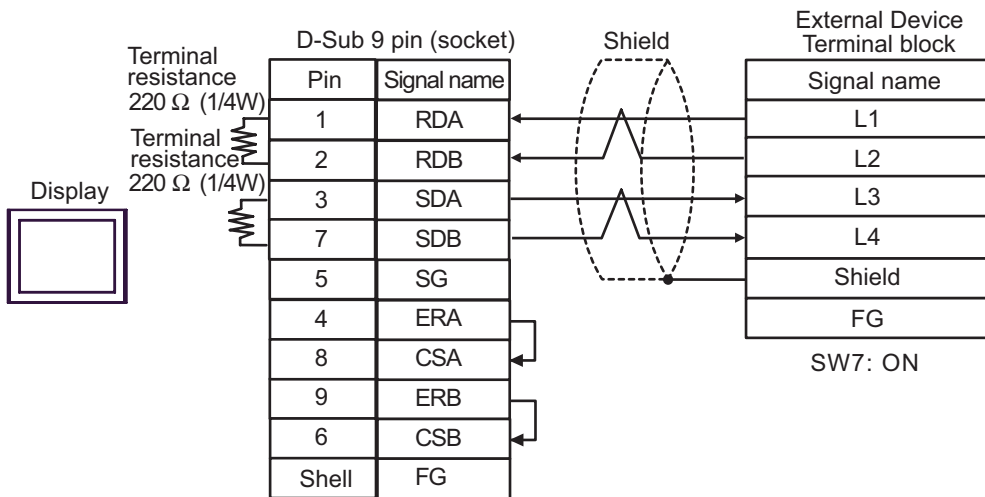 External Device
Terminal block
D-Sub 9 pin (socket)
Shield
Terminal
resistance
220 Ω (1/4W)
Terminal
resistance
220 Ω (1/4W)
Display
Pin Signal name
1 RDA
2 RDB
3 SDA
7 SDB
5 SG
4 ERA
8 CSA
9 ERB
6 CSB
Shell FG
Signal name
L1
L2
L3
L4
Shield
FG
SW7: ON